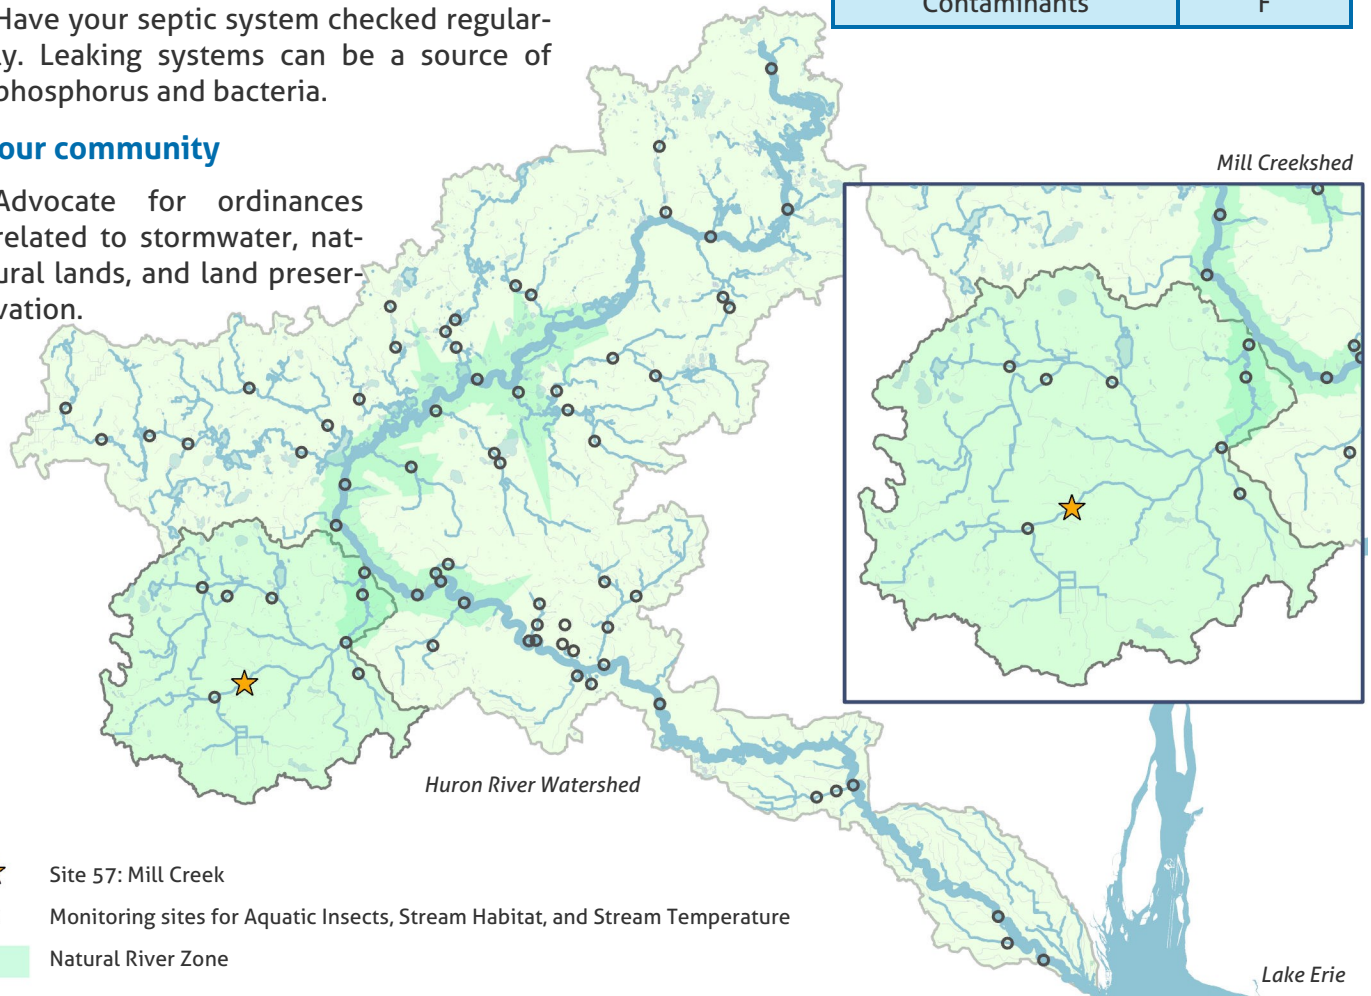 Have your septic system checked regular-
ly. Leaking systems can be a source of
phosphorus and bacteria.
our community
Advocate for ordinances
related to stormwater, nat-
ural lands, and land preser-
vation.
Contaminants F
Mill Creekshed
Huron River Watershed
Site 57: Mill Creek
Monitoring sites for Aquatic Insects, Stream Habitat, and Stream Temperature
Natural River Zone
Lake Erie